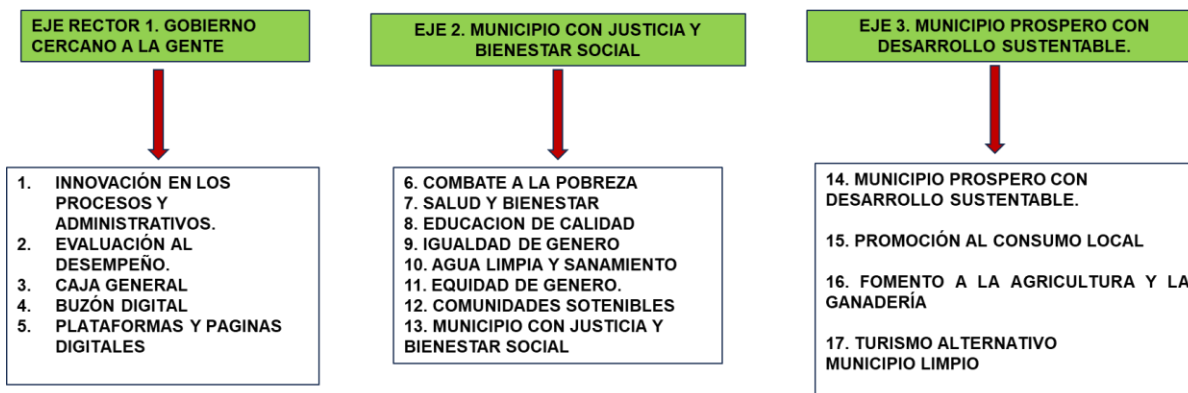 EJE RECTOR 1. GOBIERNO
CERCANO A LA GENTE
1. INNOVACIÓN EN LOS
PROCESOS Y
ADMINISTRATIVOS.
2. EVALUACIÓN AL
DESEMPEÑO.
3. CAJA GENERAL
4. BUZÓN DIGITAL
5. PLATAFORMAS Y PAGINAS
DIGITALES
EJE 2. MUNICIPIO CON JUSTICIA Y
BIENESTAR SOCIAL
6. COMBATE A LA POBREZA
7. SALUD Y BIENESTAR
8. EDUCACION DE CALIDAD
9. IGUALDAD DE GENERO
10. AGUA LIMPIA Y SANAMIENTO
11. EQUIDAD DE GENERO.
12. COMUNIDADES SOTENIBLES
13. MUNICIPIO CON JUSTICIA Y
BIENESTAR SOCIAL
EJE 3. MUNICIPIO PROSPERO CON
DESARROLLO SUSTENTABLE.
14. MUNICIPIO PROSPERO CON
DESARROLLO SUSTENTABLE.
15. PROMOCIÓN AL CONSUMO LOCAL
16. FOMENTO A LA AGRICULTURA Y LA
GANADERÍA
17. TURISMO ALTERNATIVO
MUNICIPIO LIMPIO